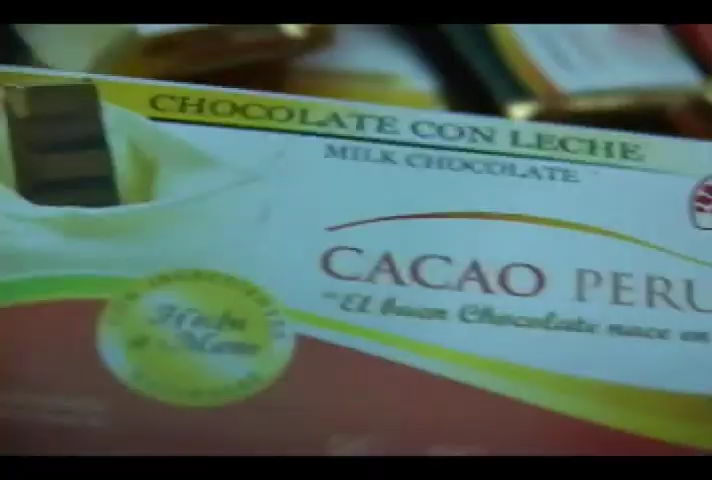 CHOCOLATE CON LECHE
MILK CHOCOLATE
CACAO PERU
"El buen Chocolate nace en
Hecho
a Mano